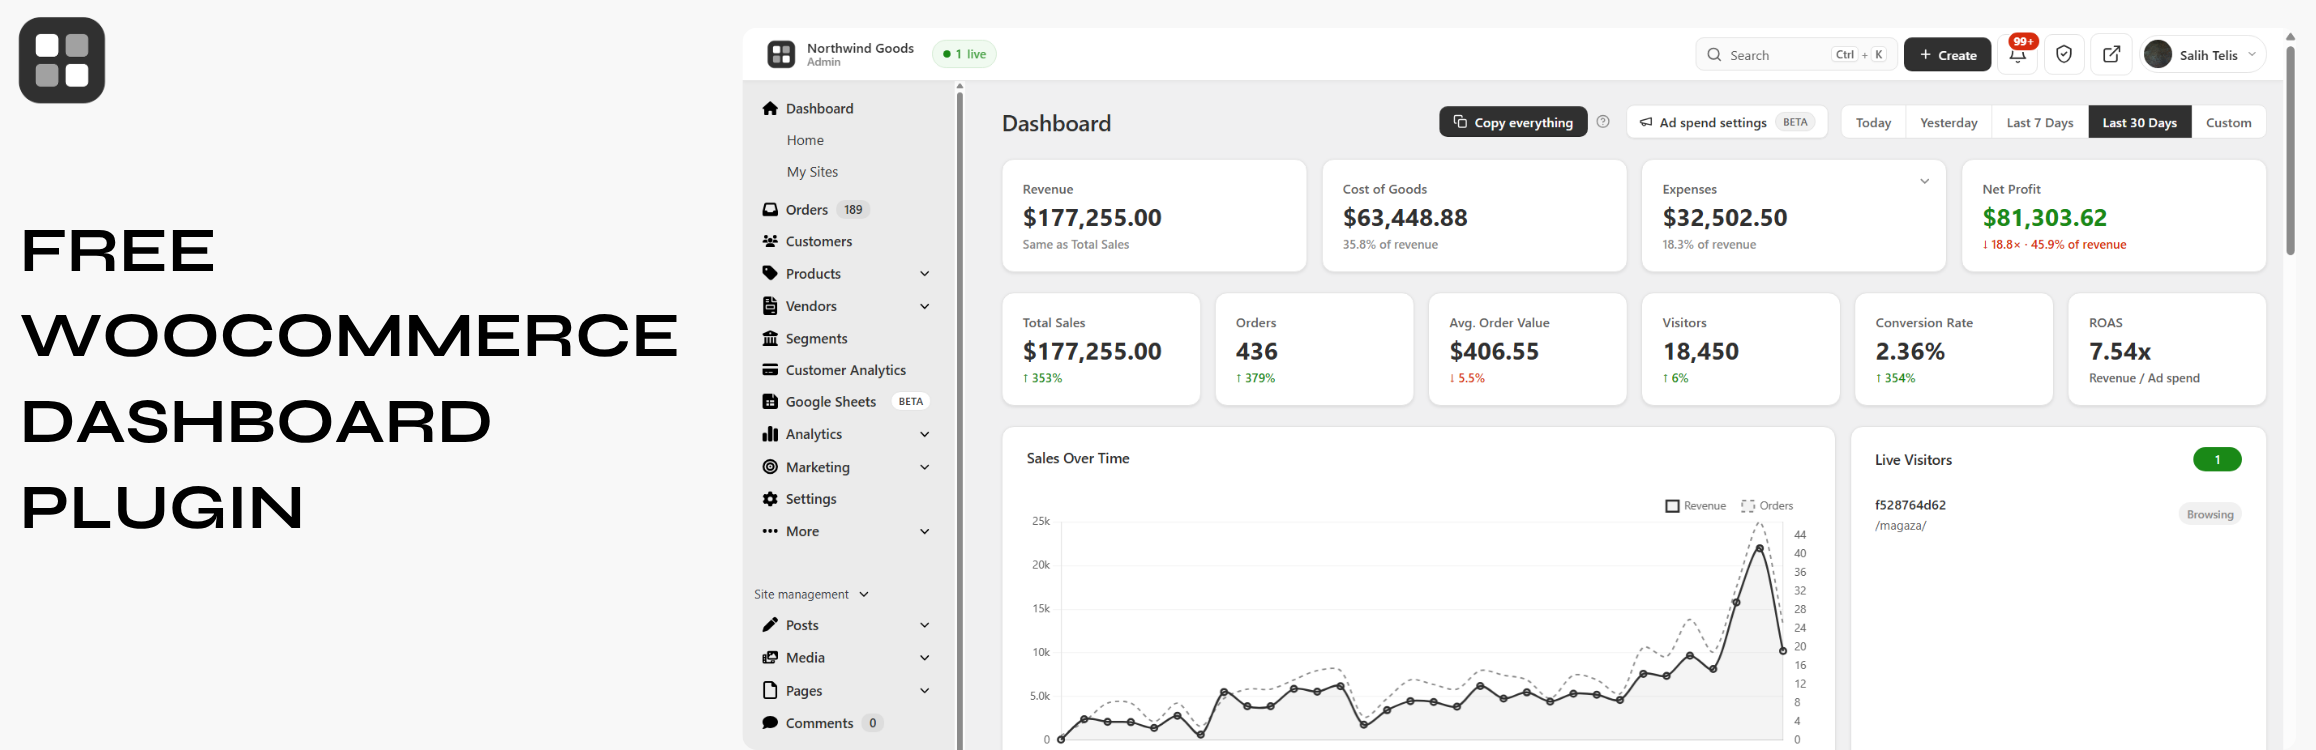 FREE
WOOCOMMERCE
DASHBOARD
PLUGIN
Northwind Goods
Admin
1 live
Search Ctrl + K
+ Create
99+
Salih Telis
Dashboard
Home
My Sites
Orders 189
Customers
Products
Vendors
Segments
Customer Analytics
Google Sheets BETA
Analytics
Marketing
Settings
More
Site management
Posts
Media
Pages
Comments 0
Dashboard
Copy everything
?
Ad spend settings BETA
Today Yesterday Last 7 Days Last 30 Days Custom
Revenue
$177,255.00
Same as Total Sales
Cost of Goods
$63,448.88
35.8% of revenue
Expenses
$32,502.50
18.3% of revenue
Net Profit
$81,303.62
↓ 18.8× · 45.9% of revenue
Total Sales
$177,255.00
↑ 353%
Orders
436
↑ 379%
Avg. Order Value
$406.55
↓ 5.5%
Visitors
18,450
↑ 6%
Conversion Rate
2.36%
↑ 354%
ROAS
7.54x
Revenue / Ad spend
Sales Over Time
Revenue Orders
25k
20k
15k
10k
5.0k
0
44
40
36
32
28
24
20
16
12
8
4
0
Live Visitors 1
f528764d62
/magaza/
Browsing